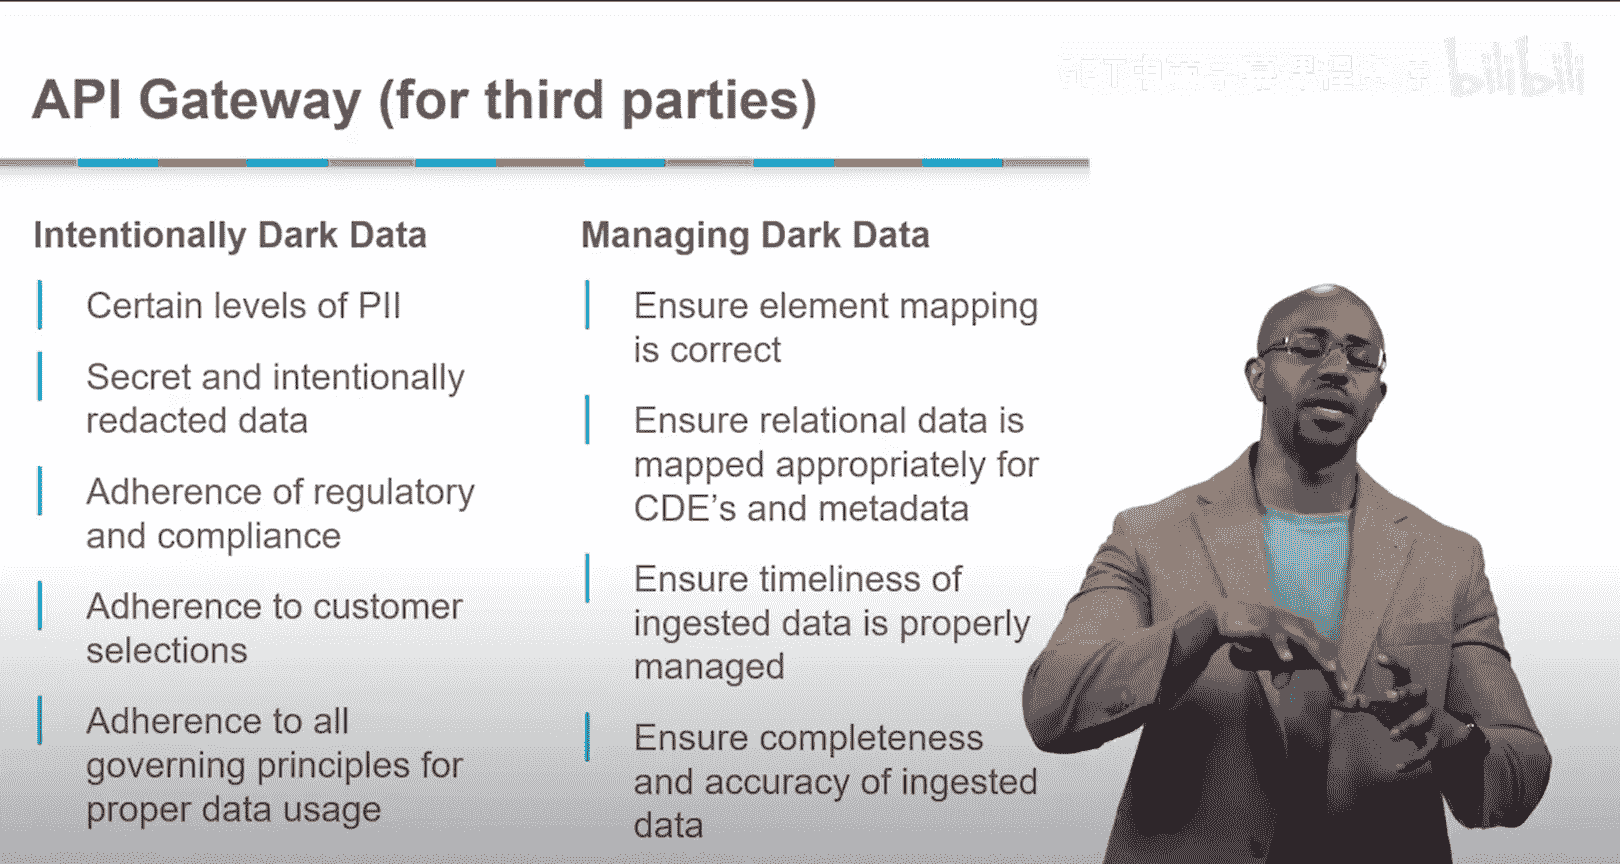 API Gateway (for third parties)
bilibili
Intentionally Dark Data
Certain levels of PII
Secret and intentionally
redacted data
Adherence of regulatory
and compliance
Adherence to customer
selections
Adherence to all
governing principles for
proper data usage
Managing Dark Data
Ensure element mapping
is correct
Ensure relational data is
mapped appropriately for
CDE’s and metadata
Ensure timeliness of
ingested data is properly
managed
Ensure completeness
and accuracy of ingested
data